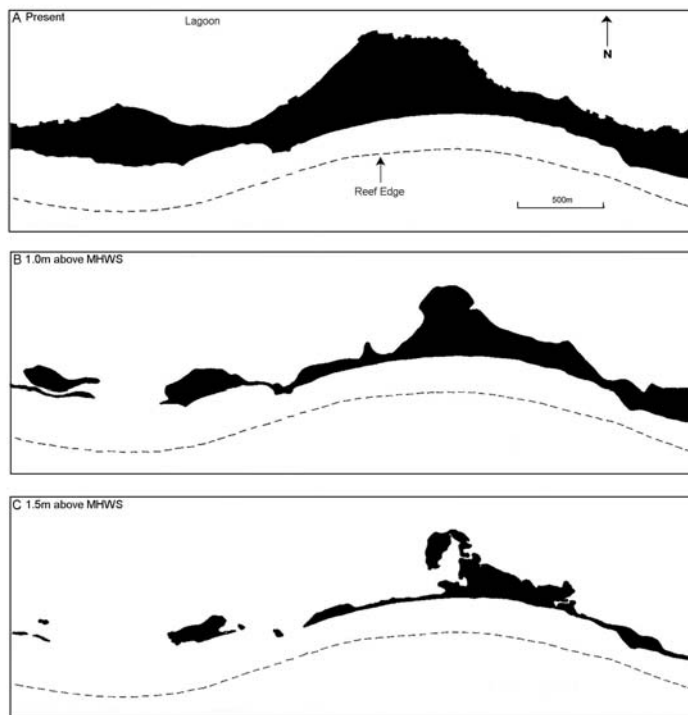 A Present
Lagoon
N
Reef Edge
500m
B 1.0m above MHWS
C 1.5m above MHWS